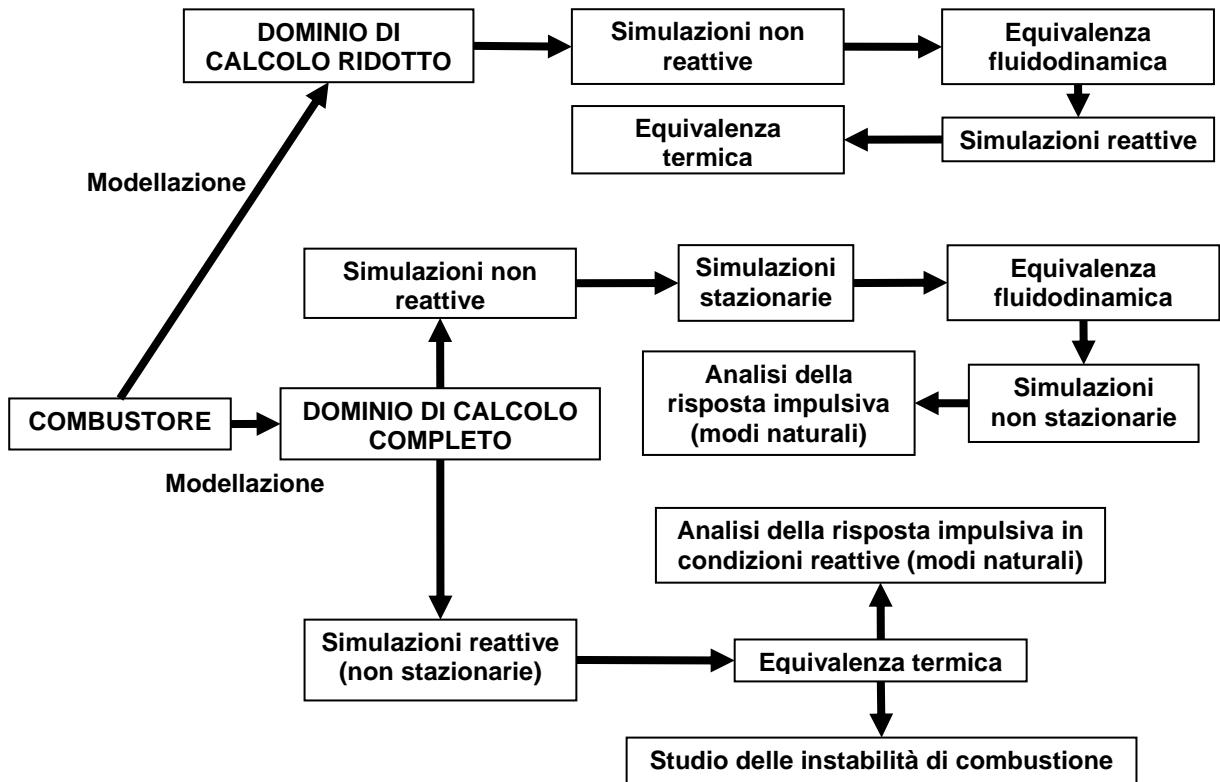 DOMINIO DI
CALCOLO RIDOTTO
Simulazioni non
reattive
Equivalenza
fluidodinamica
Equivalenza
termica
Simulazioni reattive
Modellazione
Simulazioni non
reattive
Simulazioni
stazionarie
Equivalenza
fluidodinamica
Analisi della
risposta impulsiva
(modi naturali)
Simulazioni
non stazionarie
COMBUSTORE
DOMINIO DI CALCOLO
COMPLETO
Modellazione
Analisi della risposta impulsiva in
condizioni reattive (modi naturali)
Simulazioni reattive
(non stazionarie)
Equivalenza termica
Studio delle instabilità di combustione